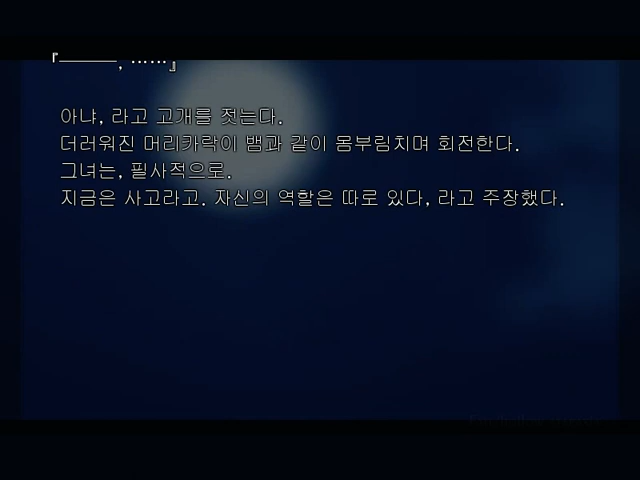 『―――, ……』
아냐, 라고 고개를 젓는다.
더러워진 머리카락이 뱀과 같이 몸부림치며 회전한다.
그녀는, 필사적으로.
지금은 사고라고. 자신의 역할은 따로 있다, 라고 주장했다.